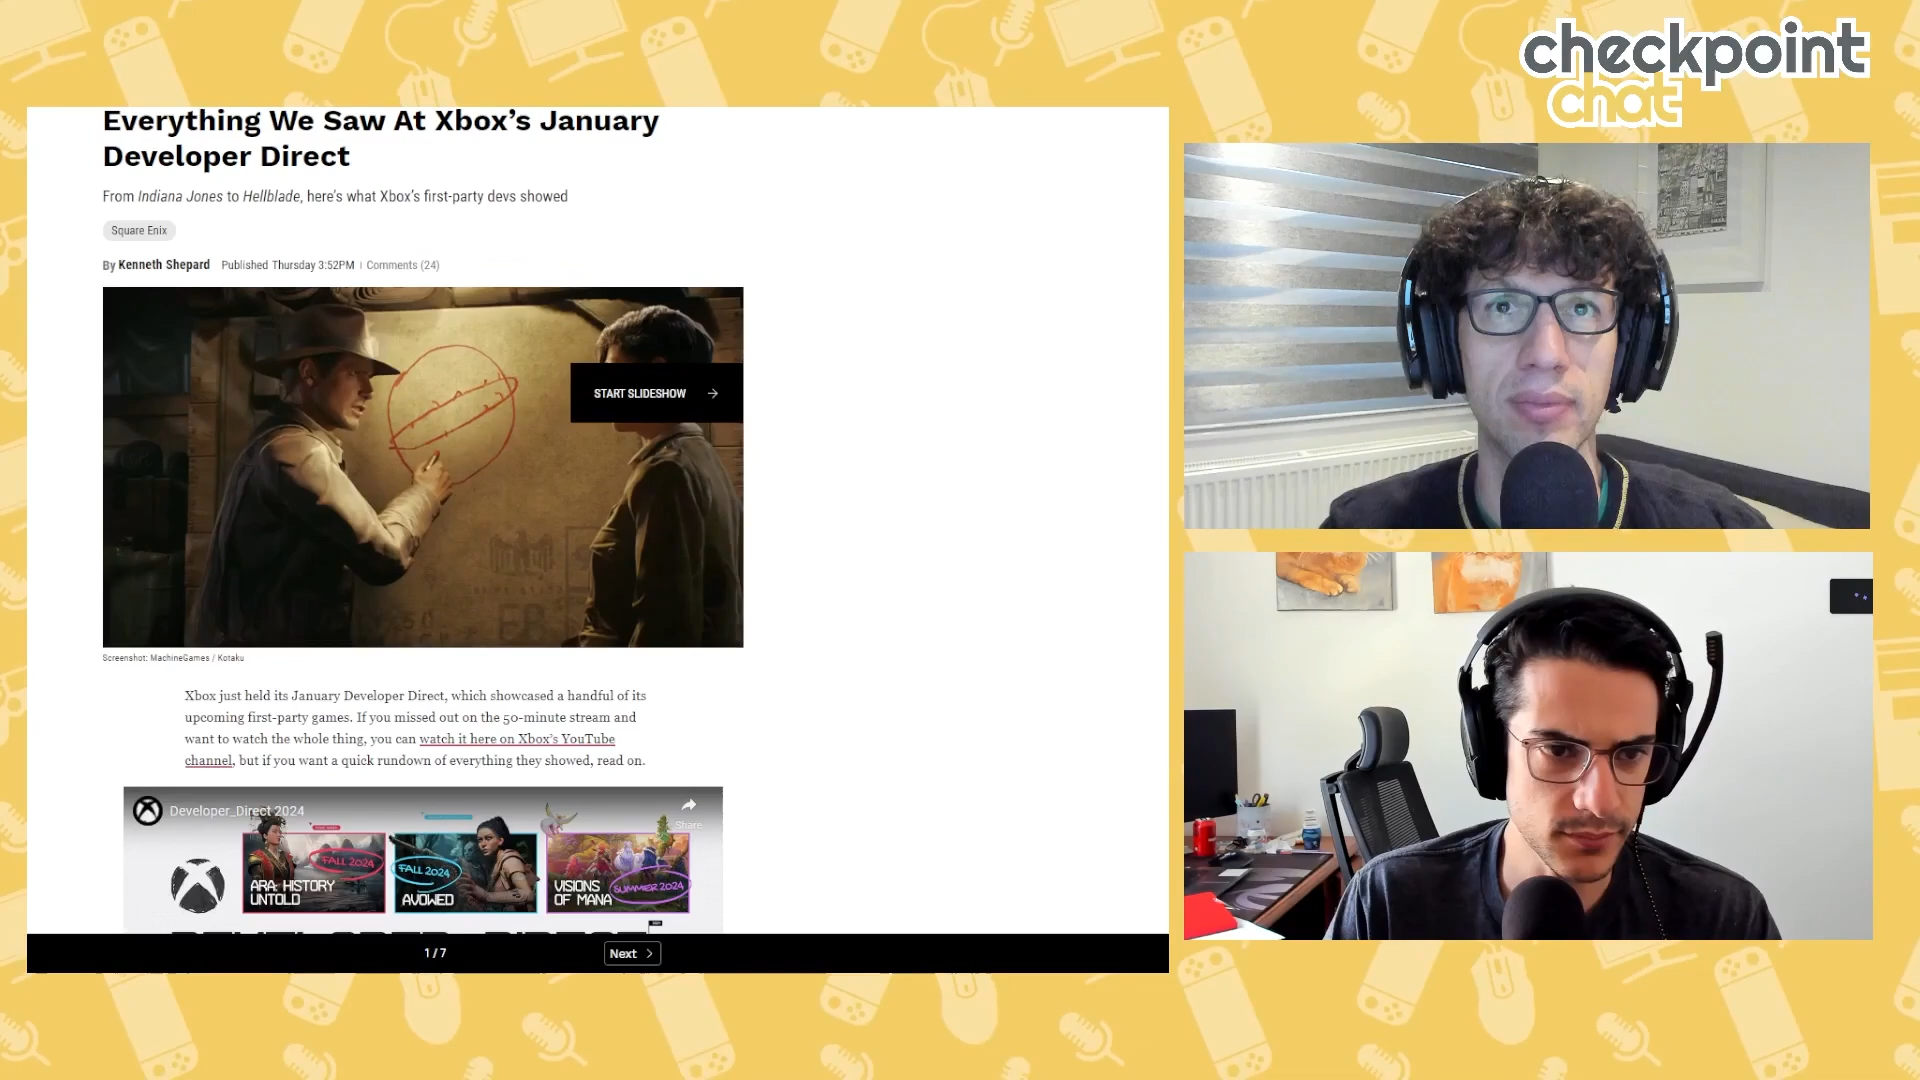 checkpoint
chat
Everything We Saw At Xbox’s January
Developer Direct
From Indiana Jones to Hellblade, here's what Xbox’s first-party devs showed
Square Enix
By Kenneth Shepard Published Thursday 3:52PM | Comments (24)
START SLIDESHOW
Screenshot: MachineGames / Kotaku
Xbox just held its January Developer Direct, which showcased a handful of its
upcoming first-party games. If you missed out on the 50-minute stream and
want to watch the whole thing, you can watch it here on Xbox’s YouTube
channel, but if you want a quick rundown of everything they showed, read on.
Developer_Direct 2024
Share
FALL 2024
ARA: HISTORY
UNTOLD
FALL 2024
AVOWED
VISIONS
OF MANA
SUMMER 2024
1 / 7
Next